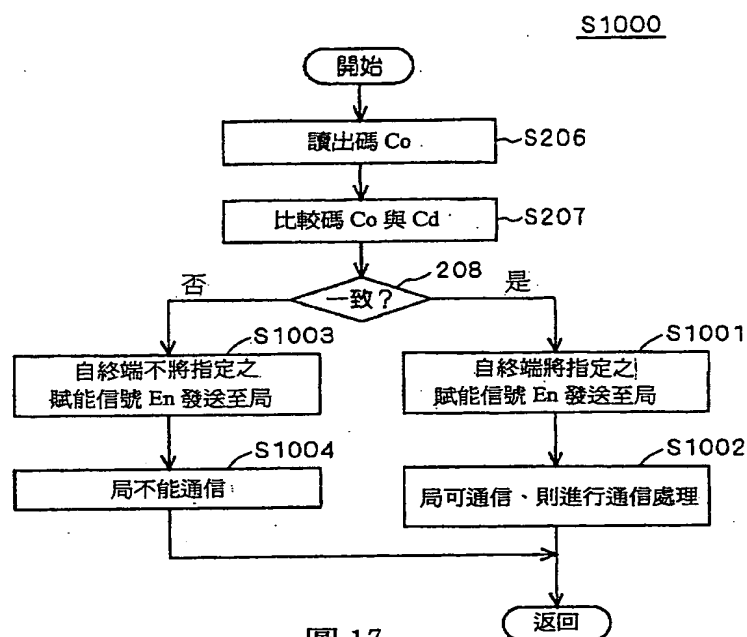 S1000
開始
讀出碼 Co
S206
比較碼 Co 與 Cd
S207
一致？
208
否
是
S1003
自終端不將指定之
賦能信號 En 發送至局
S1001
自終端將指定之
賦能信號 En 發送至局
S1004
局不能通信
S1002
局可通信、則進行通信處理
返回
圖 17